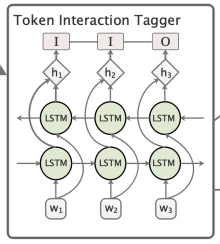 Token Interaction Tagger
I I O
h₁ h₂ h₃
LSTM LSTM LSTM
LSTM LSTM LSTM
w₁ w₂ w₃